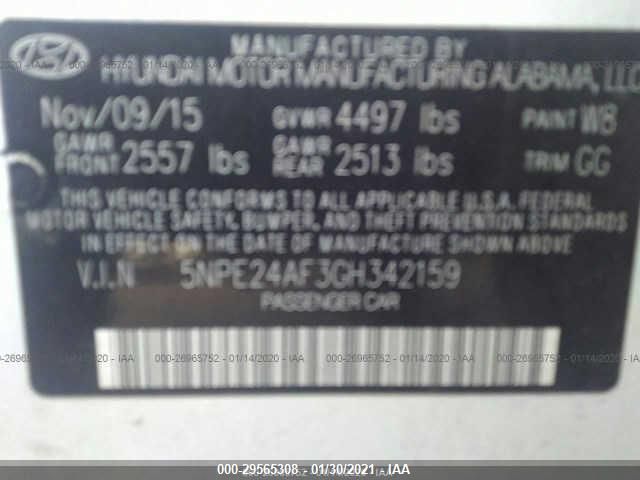 MANUFACTURED BY
HYUNDAI MOTOR MANUFACTURING ALABAMA, LLC
Nov/09/15 GVWR 4497 lbs PAINT W8
GAWR FRONT 2557 lbs GAWR REAR 2513 lbs TRIM GG
THIS VEHICLE CONFORMS TO ALL APPLICABLE U.S.A. FEDERAL
MOTOR VEHICLE SAFETY, BUMPER, AND THEFT PREVENTION STANDARDS
IN EFFECT ON THE DATE OF MANUFACTURE SHOWN ABOVE
V.I.N 5NPE24AF3GH342159
PASSENGER CAR
000-26965752 - 01/14/2020 - IAA
000-29565308 - 01/30/2021 - IAA